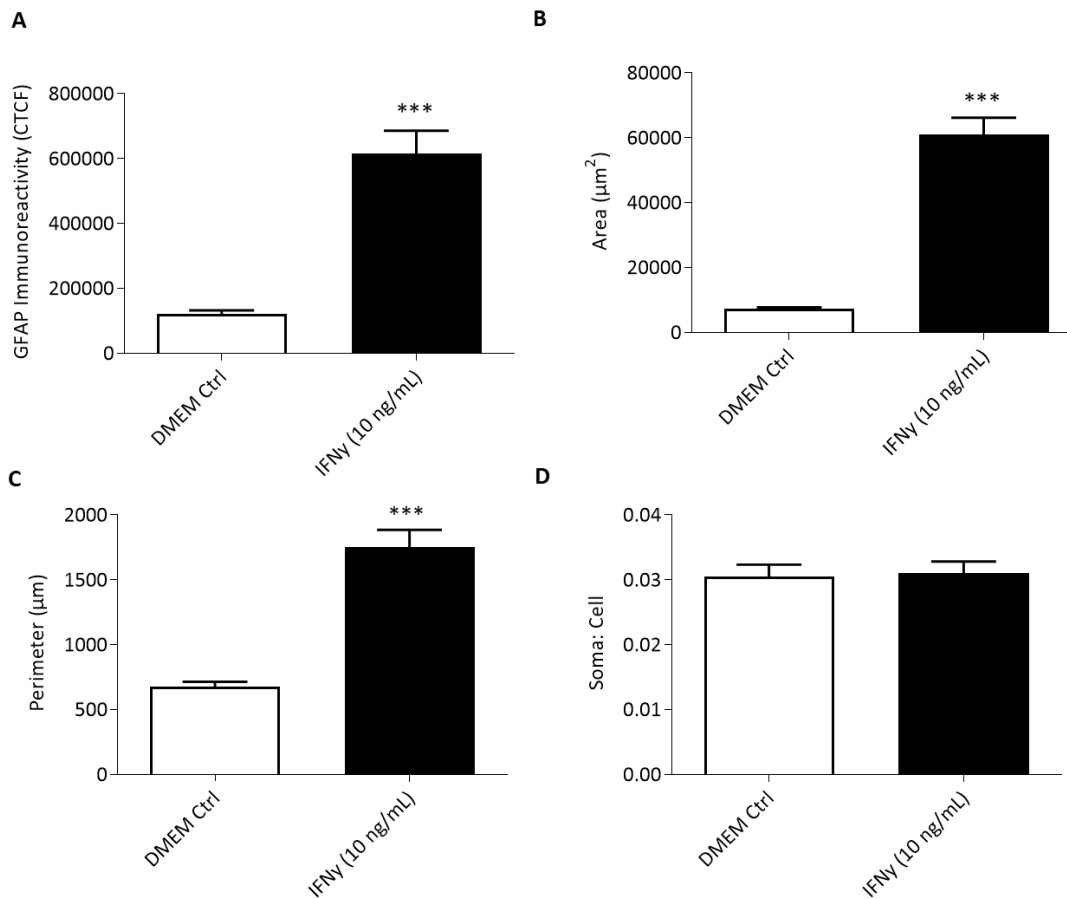 A
GFAP Immunoreactivity (CTCF)
800000
600000
400000
200000
0
***
DMEM Ctrl
IFNγ (10 ng/mL)
B
Area (µm²)
80000
60000
40000
20000
0
***
DMEM Ctrl
IFNγ (10 ng/mL)
C
Perimeter (µm)
2000
1500
1000
500
0
***
DMEM Ctrl
IFNγ (10 ng/mL)
D
Soma: Cell
0.04
0.03
0.02
0.01
0.00
DMEM Ctrl
IFNγ (10 ng/mL)